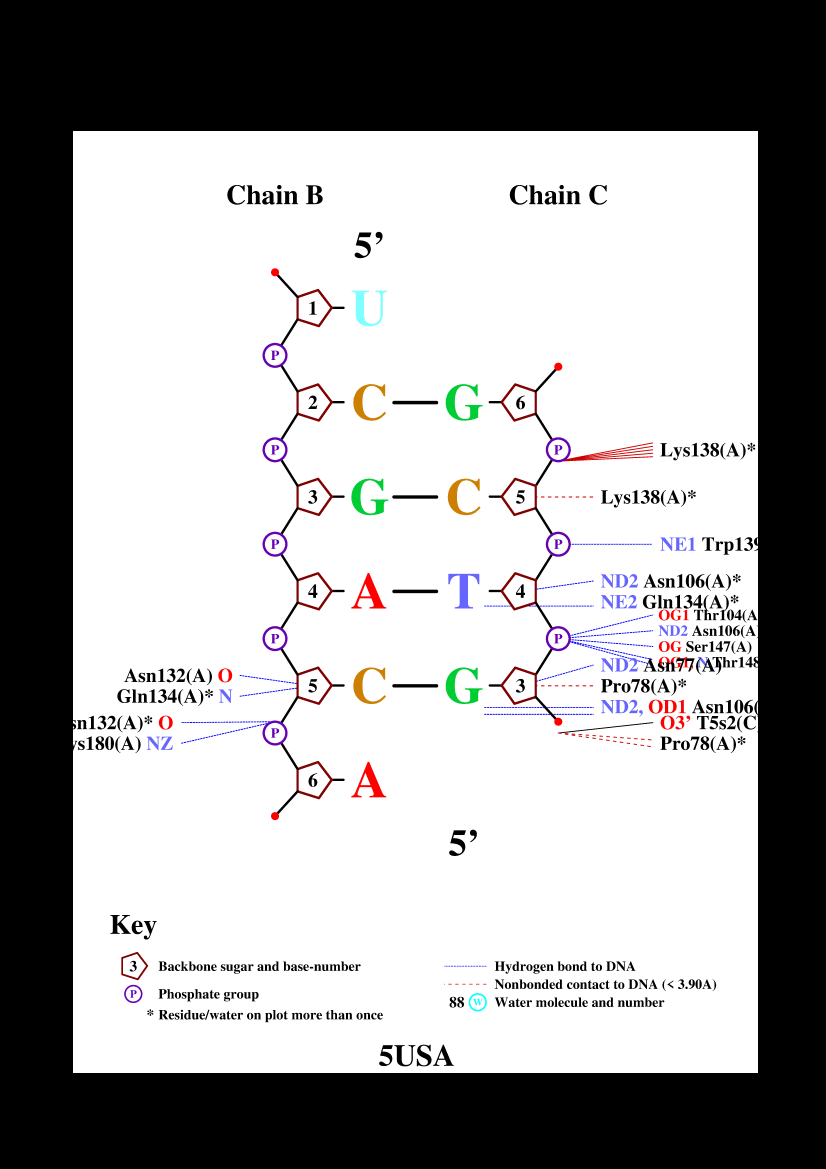 Chain B Chain C
5’
1 U
P
2 C G 6
P P Lys138(A)*
3 G C 5 Lys138(A)*
P P NE1 Trp139
4 A T 4 ND2 Asn106(A)*
NE2 Gln134(A)*
OG1 Thr104(A
P P ND2 Asn106(A)
OG Ser147(A)
Thr148
ND2 Asn77(A)
Asn132(A) O
5 C G 3 Pro78(A)*
Gln134(A)* N
ND2, OD1 Asn106(
sn132(A)* O O3’ T5s2(C)
P
ys180(A) NZ Pro78(A)*
6 A
5’
Key
3 Backbone sugar and base-number
P Phosphate group
* Residue/water on plot more than once
Hydrogen bond to DNA
Nonbonded contact to DNA (< 3.90A)
88 W Water molecule and number
5USA